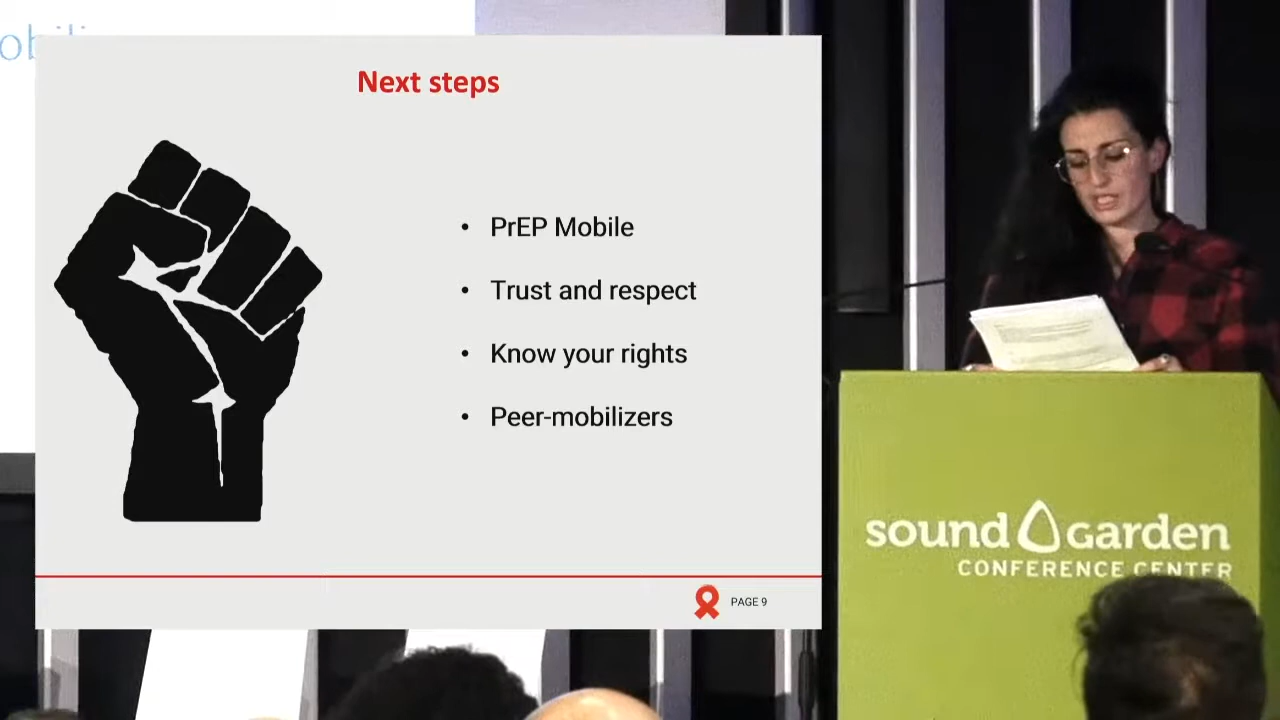 Next steps
• PrEP Mobile
• Trust and respect
• Know your rights
• Peer-mobilizers
PAGE 9
sound garden
CONFERENCE CENTER